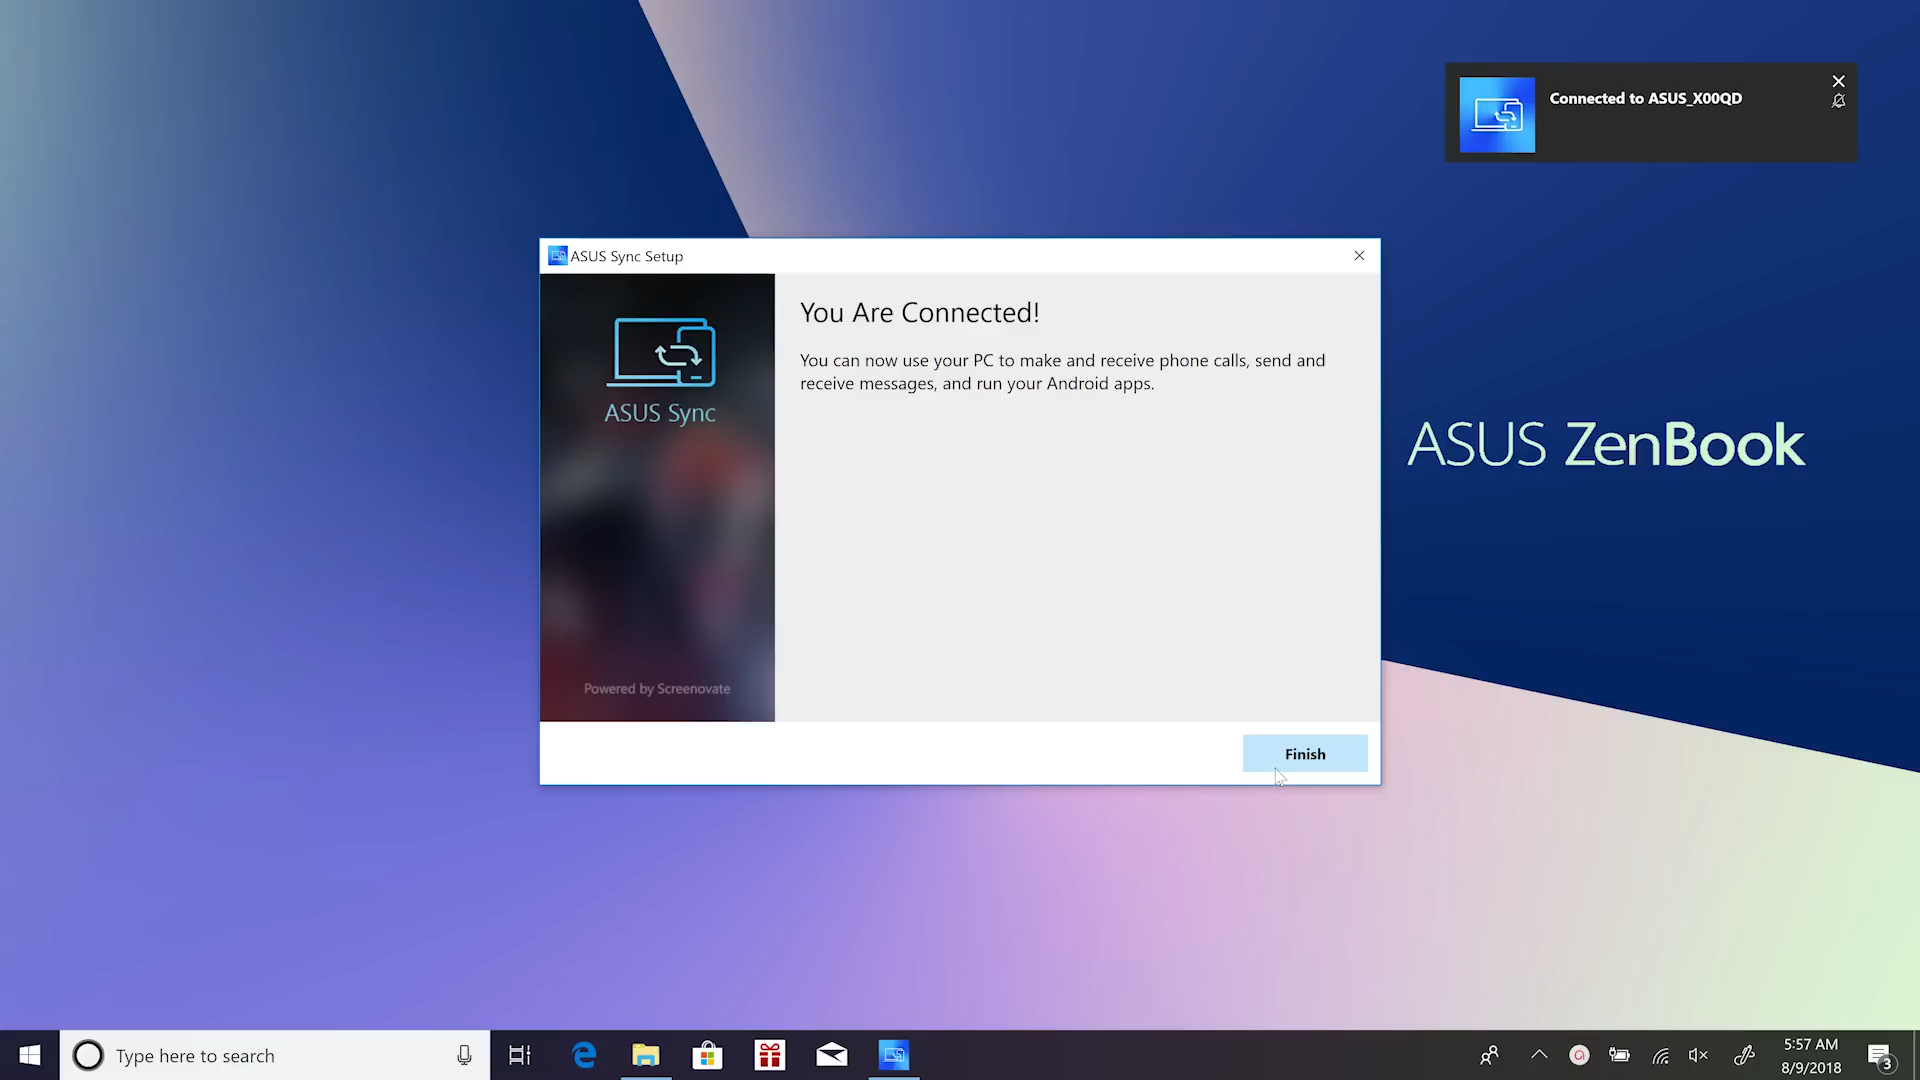 Connected to ASUS_X00QD
ASUS Sync Setup
ASUS Sync
Powered by Screenovate
You Are Connected!
You can now use your PC to make and receive phone calls, send and
receive messages, and run your Android apps.
Finish
ASUS ZenBook
Type here to search
5:57 AM
8/9/2018
3